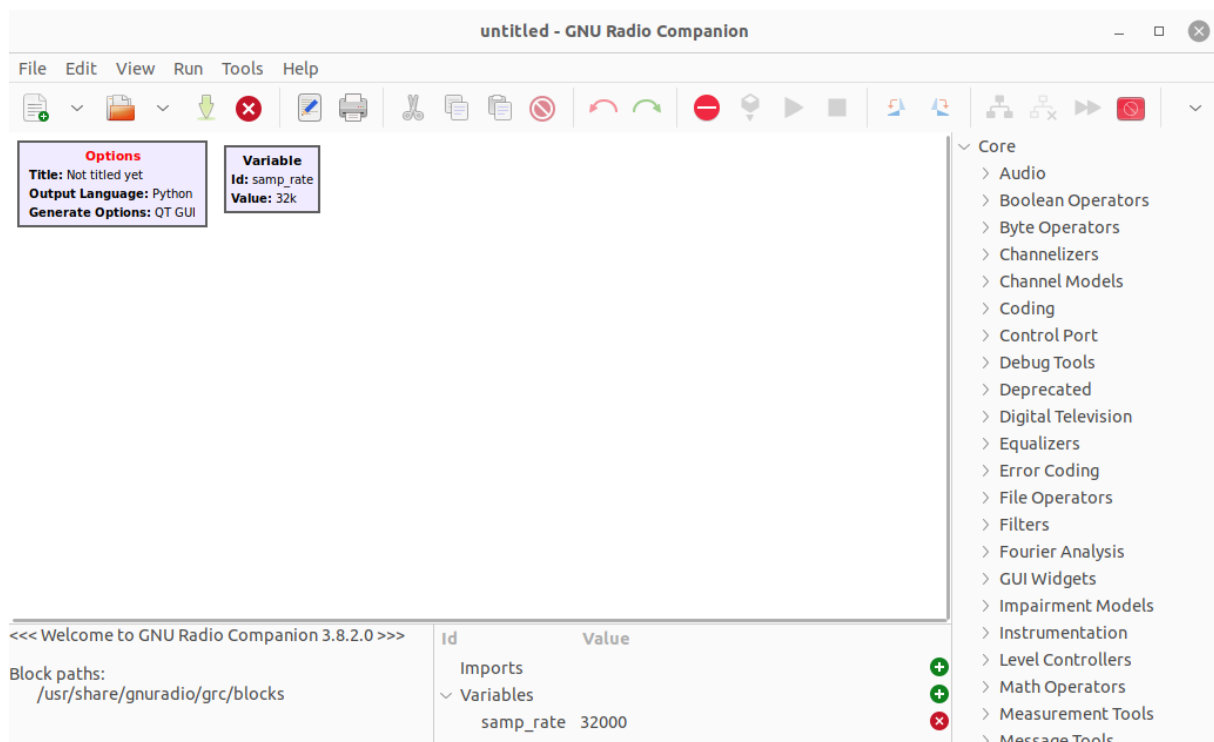 untitled - GNU Radio Companion
File Edit View Run Tools Help
Options
Title: Not titled yet
Output Language: Python
Generate Options: QT GUI
Variable
Id: samp_rate
Value: 32k
Core
Audio
Boolean Operators
Byte Operators
Channelizers
Channel Models
Coding
Control Port
Debug Tools
Deprecated
Digital Television
Equalizers
Error Coding
File Operators
Filters
Fourier Analysis
GUI Widgets
Impairment Models
Instrumentation
Level Controllers
Math Operators
Measurement Tools
Message Tools
<<< Welcome to GNU Radio Companion 3.8.2.0 >>>
Block paths:
/usr/share/gnuradio/grc/blocks
Id Value
Imports
Variables
samp_rate 32000